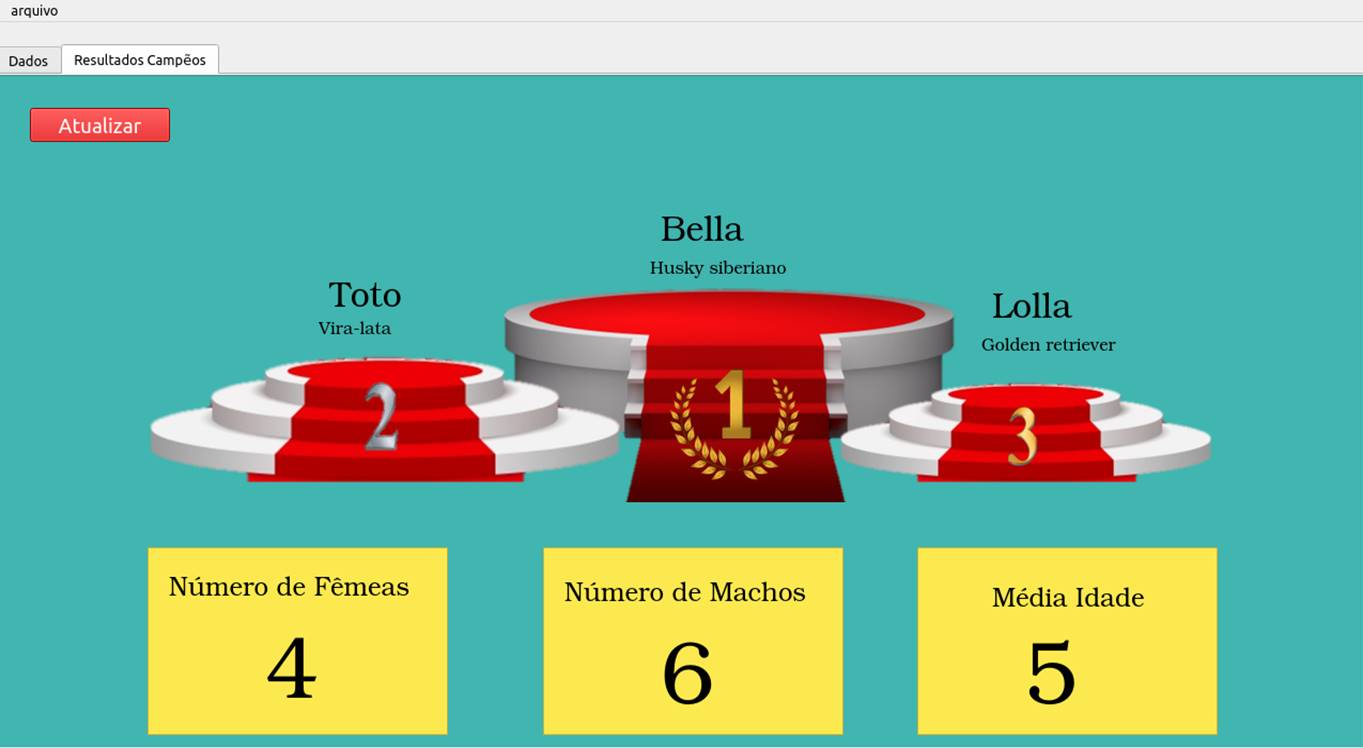 arquivo
Dados
Resultados Campẽos
Atualizar
Bella
Husky siberiano
Toto
Vira-lata
Lolla
Golden retriever
2
1
3
Número de Fêmeas
4
Número de Machos
6
Média Idade
5